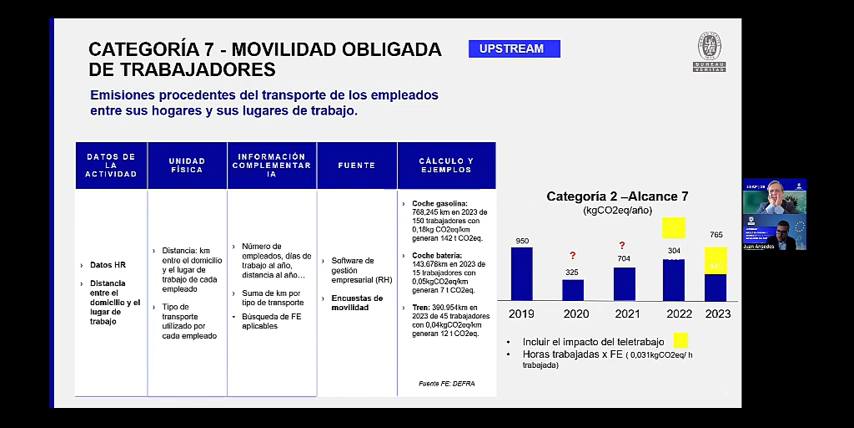 CATEGORÍA 7 - MOVILIDAD OBLIGADA
DE TRABAJADORES
UPSTREAM
BUREAU
VERITAS
Emisiones procedentes del transporte de los empleados
entre sus hogares y sus lugares de trabajo.
DATOS DE
LA
ACTIVIDAD
UNIDAD
FÍSICA
INFORMACIÓN
COMPLEMENTAR
IA
FUENTE
CÁLCULO Y
EJEMPLOS
› Datos HR
› Distancia
entre el
domicilio y el
lugar de
trabajo
› Distancia: km
entre el domicilio
y el lugar de
trabajo de cada
empleado
› Tipo de
transporte
utilizado por
cada empleado
› Número de
empleados, días de
trabajo al año,
distancia al año…
› Suma de km por
tipo de transporte
• Búsqueda de FE
aplicables
› Software de
gestión
empresarial (RH)
› Encuestas de
movilidad
› Coche gasolina:
768,245 km en 2023 de
150 trabajadores con
0,18kg CO2eq/km
generan 142 t CO2eq.
› Coche batería:
143.678km en 2023 de
15 trabajadores con
0,05kgCO2eq/km
generan 7 t CO2eq.
› Tren: 390.954km en
2023 de 45 trabajadores
con 0,04kgCO2eq/km
generan 12 t CO2eq.
Fuente FE: DEFRA
Categoría 2 –Alcance 7
(kgCO2eq/año)
950
?
325
?
704
304
765
2019
2020
2021
2022
2023
• Incluir el impacto del teletrabajo
• Horas trabajadas x FE ( 0,031kgCO2eq/ h
trabajada)